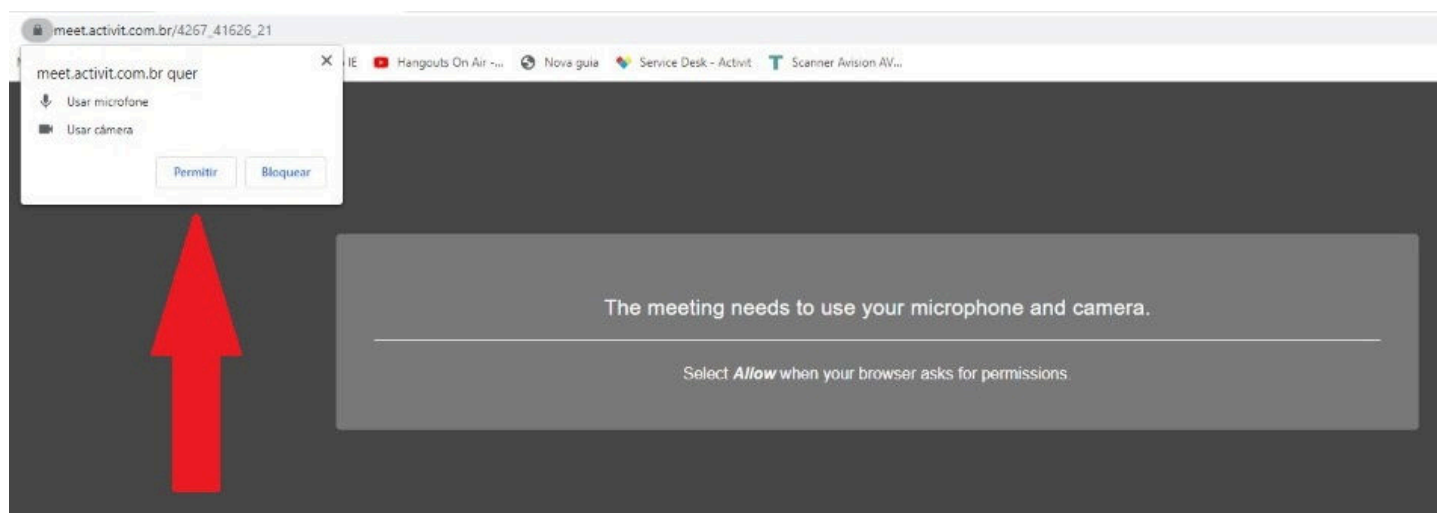 meet.activit.com.br/4267_41626_21
IE Hangouts On Air -... Nova guia Service Desk - Activit Scanner Avision AV...
meet.activit.com.br quer
Usar microfone
Usar câmera
Permitir Bloquear
The meeting needs to use your microphone and camera.
Select Allow when your browser asks for permissions.